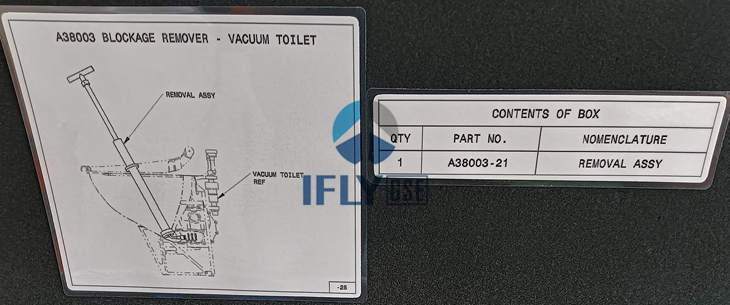 A38003 BLOCKAGE REMOVER - VACUUM TOILET
REMOVAL ASSY
VACUUM TOILET
REF
-25
CONTENTS OF BOX
QTY PART NO. NOMENCLATURE
1 A38003-21 REMOVAL ASSY
IFLY GSE